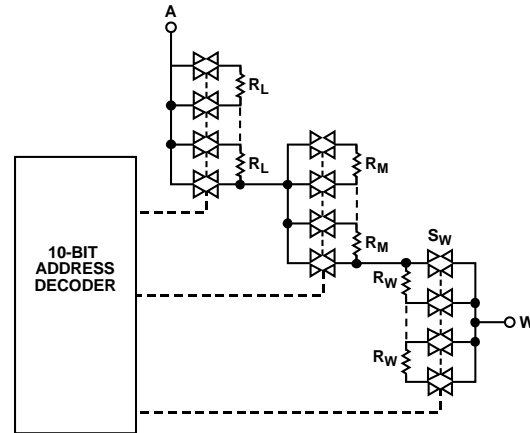 A
R_L
R_L
R_M
R_M
S_W
10-BIT
ADDRESS
DECODER
R_W
W
R_W